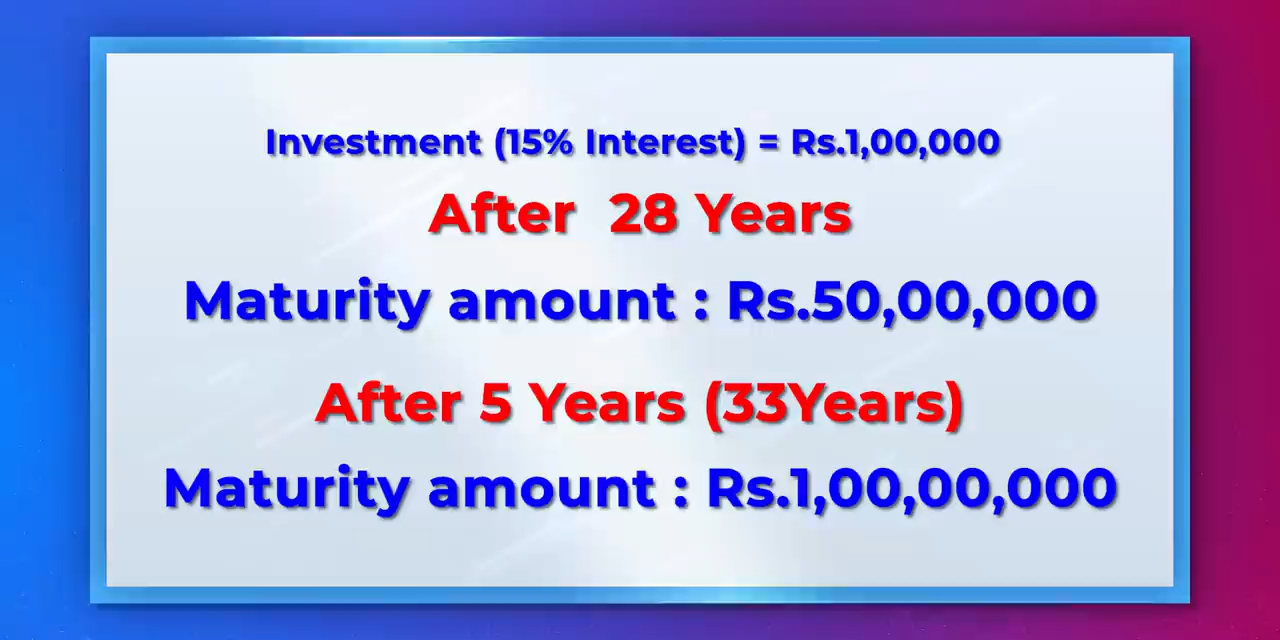 Investment (15% Interest) = Rs.1,00,000
After 28 Years
Maturity amount : Rs.50,00,000
After 5 Years (33Years)
Maturity amount : Rs.1,00,00,000